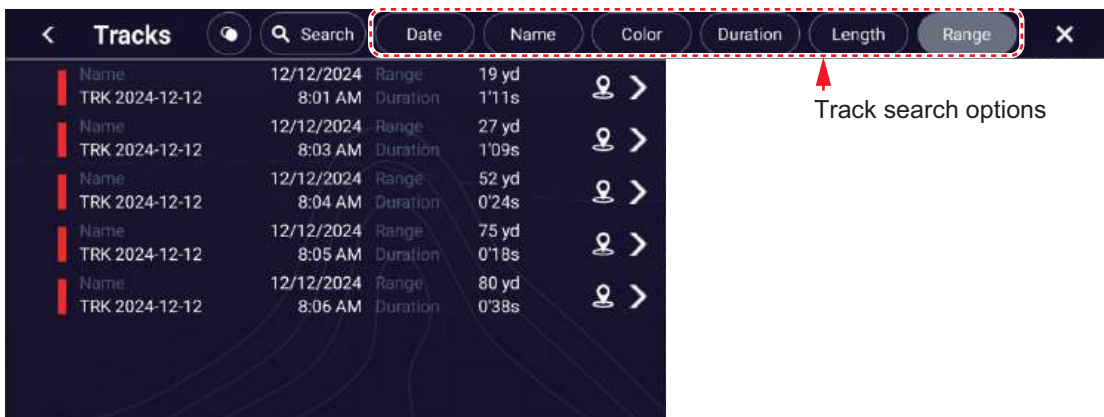 Tracks Search Date Name Color Duration Length Range
Name 12/12/2024 Range 19 yd
TRK 2024-12-12 8:01 AM Duration 1'11s
Track search options
Name 12/12/2024 Range 27 yd
TRK 2024-12-12 8:03 AM Duration 1'09s
Name 12/12/2024 Range 52 yd
TRK 2024-12-12 8:04 AM Duration 0'24s
Name 12/12/2024 Range 75 yd
TRK 2024-12-12 8:05 AM Duration 0'18s
Name 12/12/2024 Range 80 yd
TRK 2024-12-12 8:06 AM Duration 0'38s